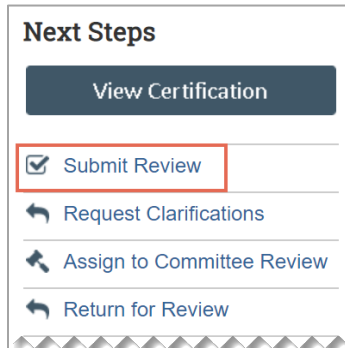 Next Steps
View Certification
Submit Review
Request Clarifications
Assign to Committee Review
Return for Review